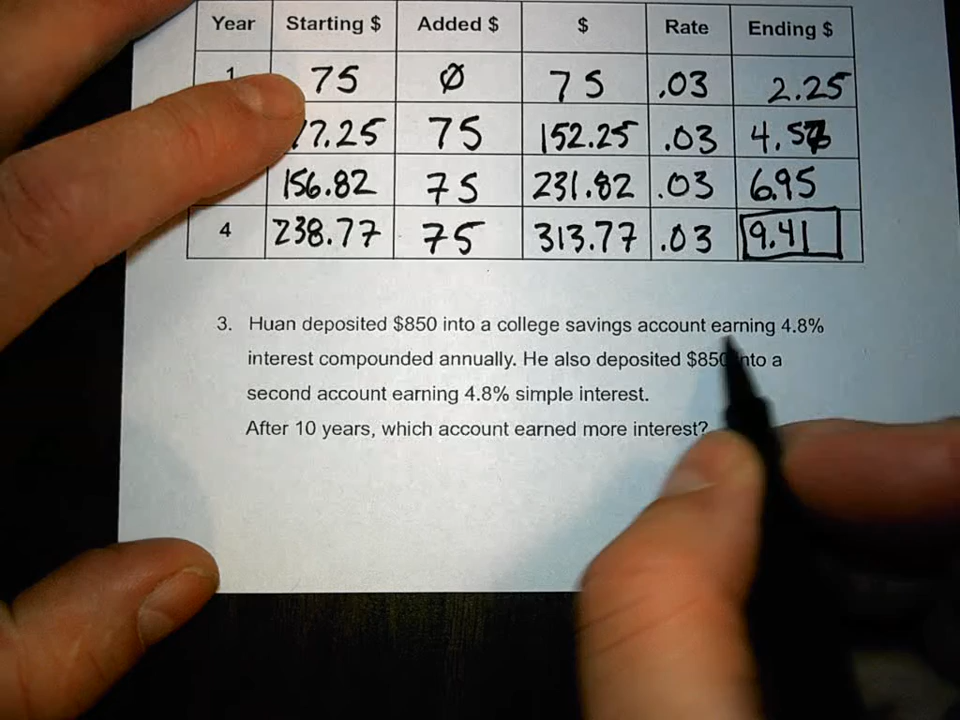 Year Starting $ Added $ $ Rate Ending $
1 75 Ø 75 .03 2.25
7.25 75 152.25 .03
156.82 75 231.82 .03 6.95
4 238.77 75 313.77 .03 9.41
3. Huan deposited $850 into a college savings account earning 4.8%
interest compounded annually. He also deposited $850 into a
second account earning 4.8% simple interest.
After 10 years, which account earned more interest?